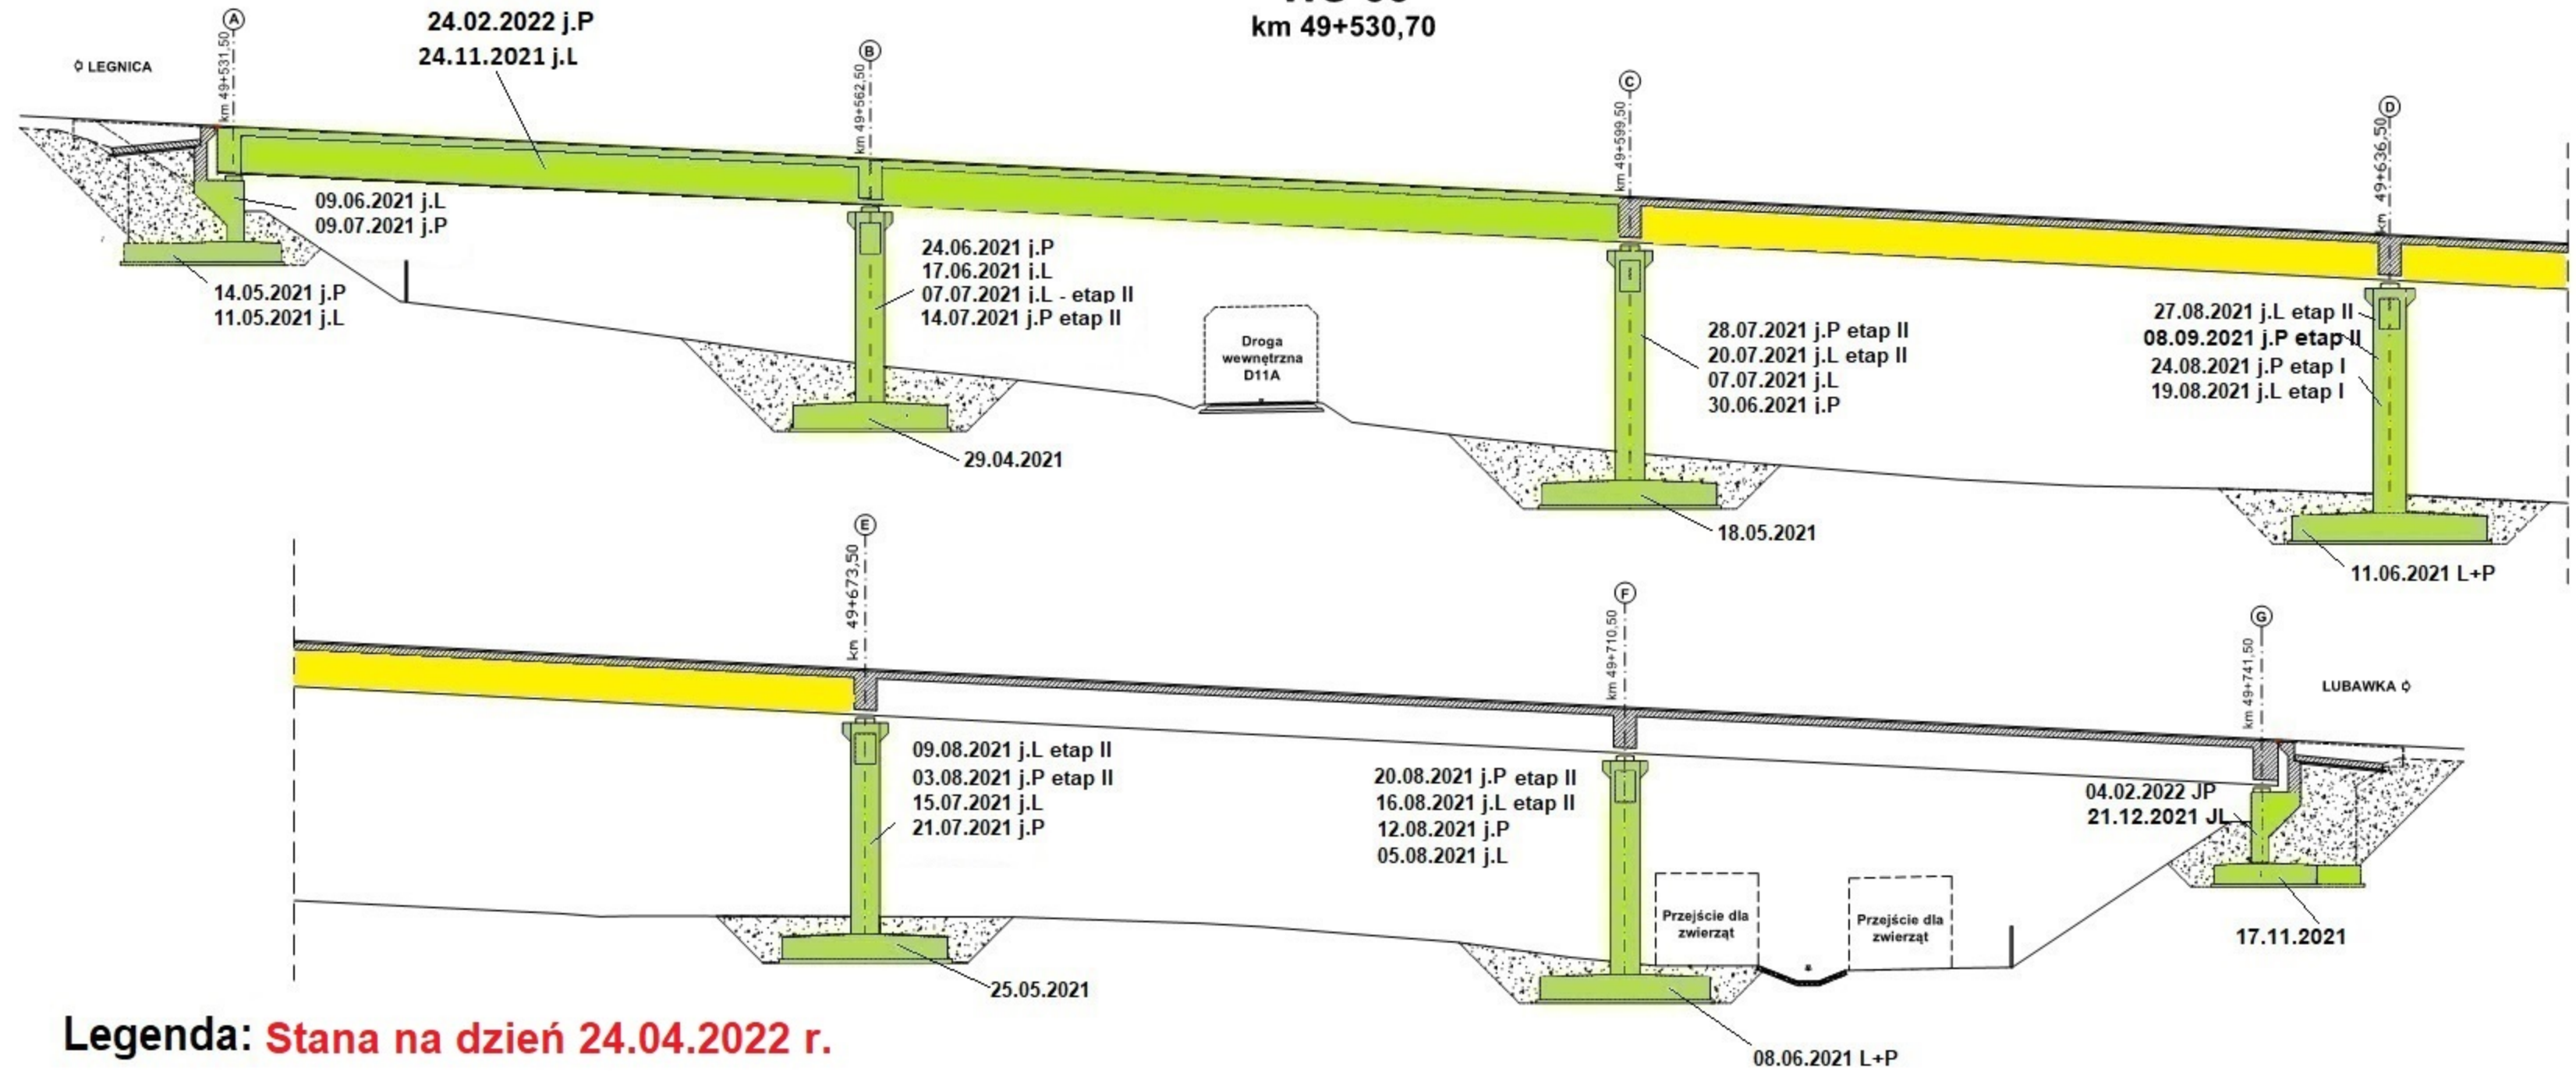 km 49+530,70
A
24.02.2022 j.P
24.11.2021 j.L
LEGNICA
km 49+531,50
B
km 49+562,50
C
km 49+599,50
D
km 49+636,50
09.06.2021 j.L
09.07.2021 j.P
14.05.2021 j.P
11.05.2021 j.L
24.06.2021 j.P
17.06.2021 j.L
07.07.2021 j.L - etap II
14.07.2021 j.P etap II
29.04.2021
Droga
wewnętrzna
D11A
28.07.2021 j.P etap II
20.07.2021 j.L etap II
07.07.2021 j.L
30.06.2021 j.P
18.05.2021
27.08.2021 j.L etap II
08.09.2021 j.P etap II
24.08.2021 j.P etap I
19.08.2021 j.L etap I
11.06.2021 L+P
E
km 49+673,50
F
km 49+710,50
G
km 49+741,50
LUBAWKA
09.08.2021 j.L etap II
03.08.2021 j.P etap II
15.07.2021 j.L
21.07.2021 j.P
25.05.2021
20.08.2021 j.P etap II
16.08.2021 j.L etap II
12.08.2021 j.P
05.08.2021 j.L
08.06.2021 L+P
Przejście dla
zwierząt
Przejście dla
zwierząt
04.02.2022 JP
21.12.2021 JL
17.11.2021
Legenda: Stana na dzień 24.04.2022 r.